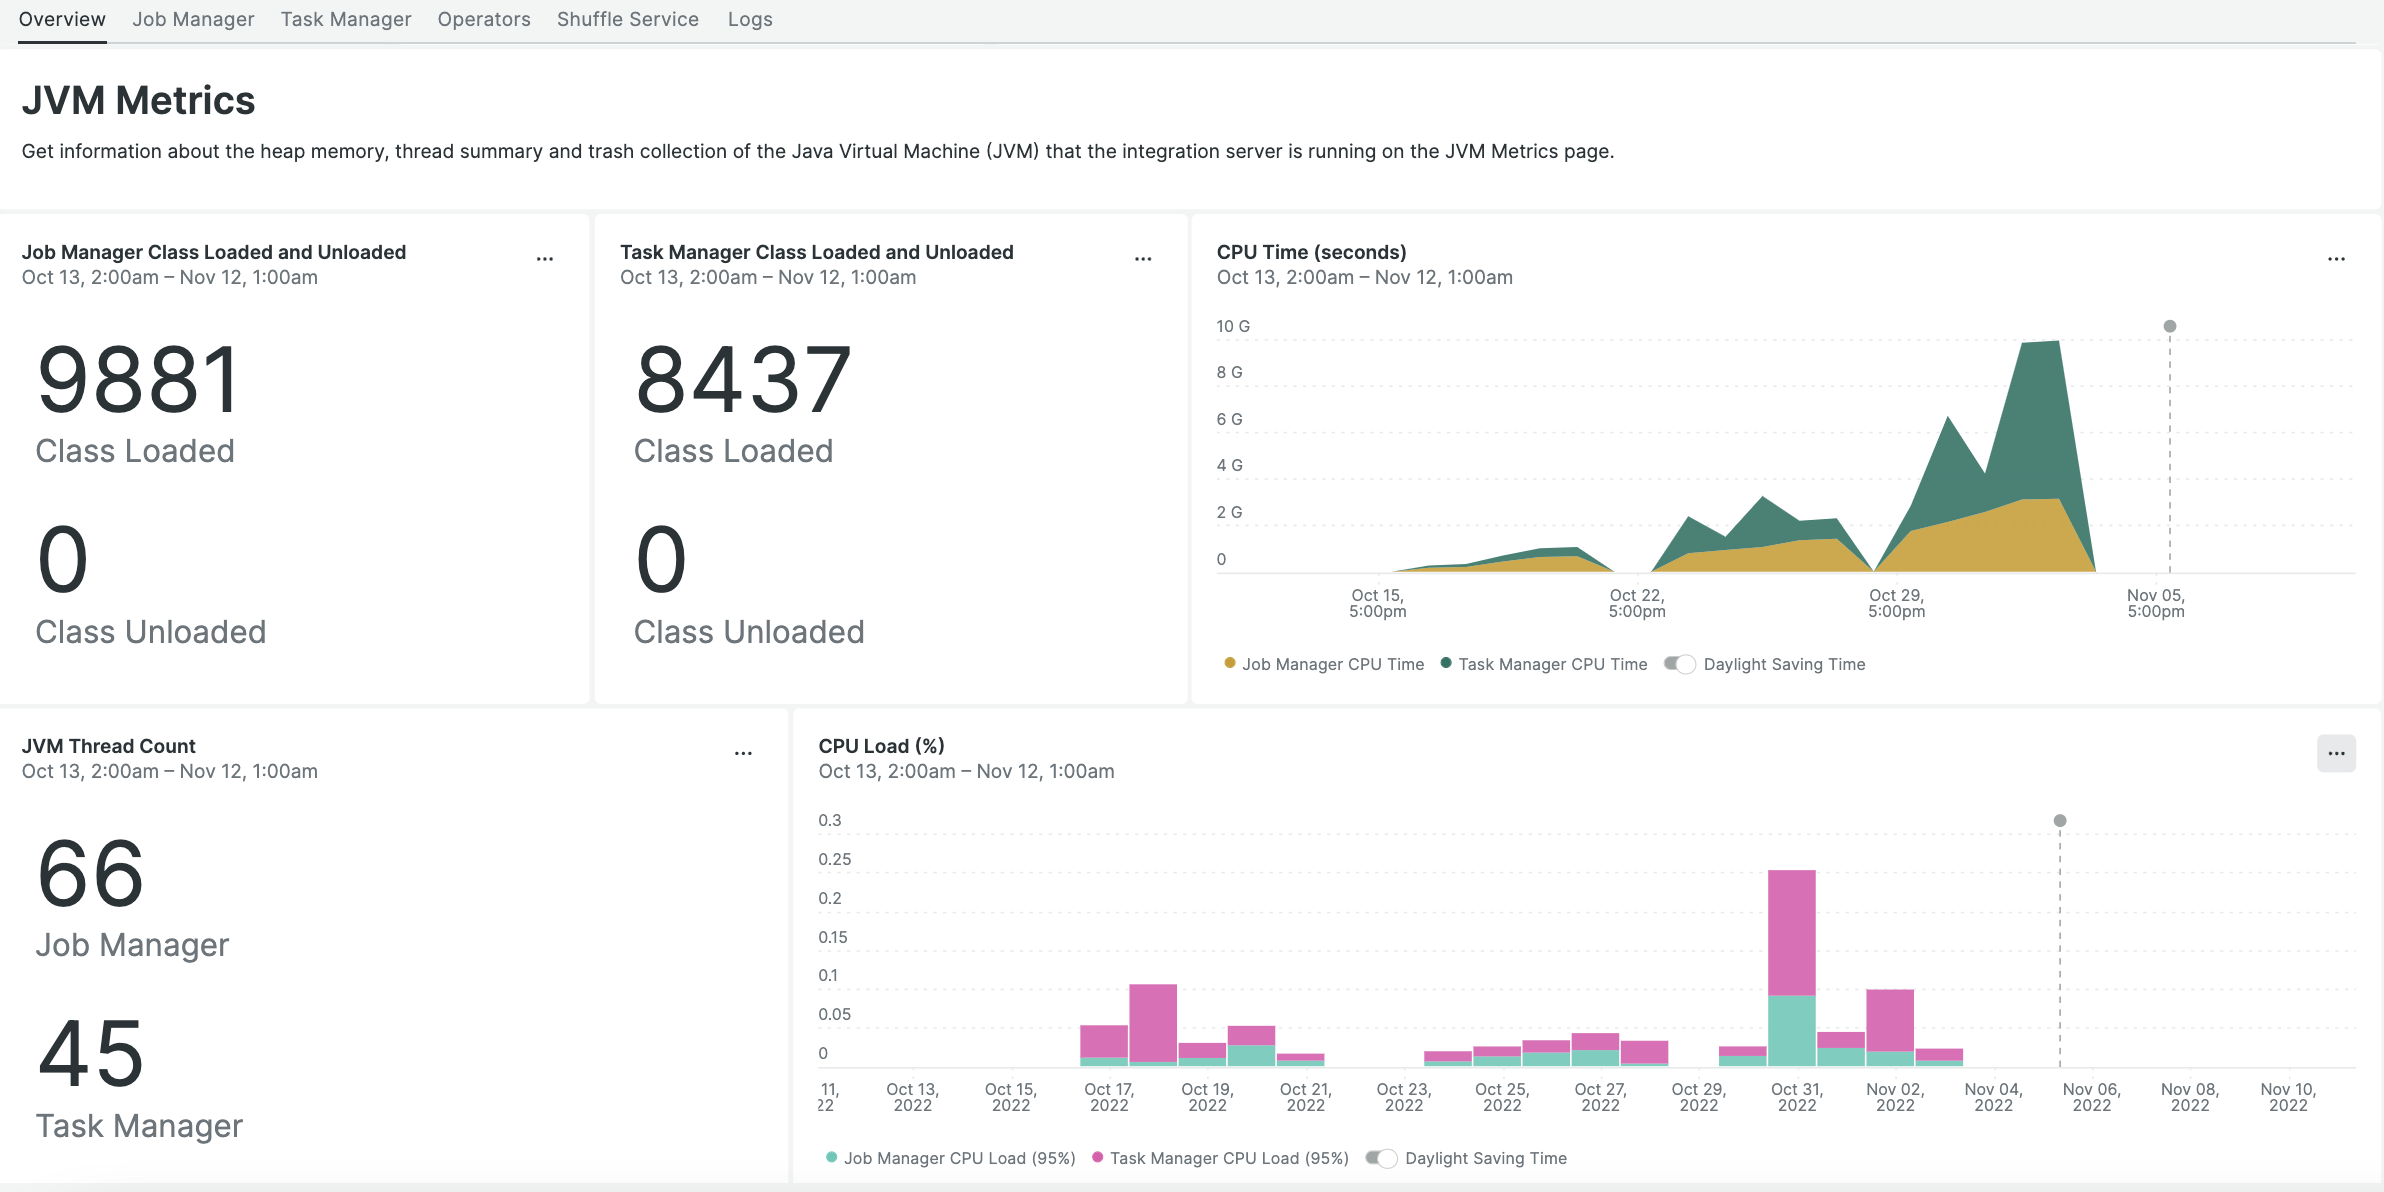 Overview Job Manager Task Manager Operators Shuffle Service Logs
JVM Metrics
Get information about the heap memory, thread summary and trash collection of the Java Virtual Machine (JVM) that the integration server is running on the JVM Metrics page.
Job Manager Class Loaded and Unloaded
Oct 13, 2:00am – Nov 12, 1:00am
9881
Class Loaded
0
Class Unloaded
Task Manager Class Loaded and Unloaded
Oct 13, 2:00am – Nov 12, 1:00am
8437
Class Loaded
0
Class Unloaded
CPU Time (seconds)
Oct 13, 2:00am – Nov 12, 1:00am
10 G
8 G
6 G
4 G
2 G
0
Oct 15, Oct 22, Oct 29, Nov 05,
5:00pm 5:00pm 5:00pm 5:00pm
Job Manager CPU Time Task Manager CPU Time Daylight Saving Time
JVM Thread Count
Oct 13, 2:00am – Nov 12, 1:00am
66
Job Manager
45
Task Manager
CPU Load (%)
Oct 13, 2:00am – Nov 12, 1:00am
0.3
0.25
0.2
0.15
0.1
0.05
0
11, Oct 13, Oct 15, Oct 17, Oct 19, Oct 21, Oct 23, Oct 25, Oct 27, Oct 29, Oct 31, Nov 02, Nov 04, Nov 06, Nov 08, Nov 10,
22 2022 2022 2022 2022 2022 2022 2022 2022 2022 2022 2022 2022 2022 2022 2022
Job Manager CPU Load (95%) Task Manager CPU Load (95%) Daylight Saving Time